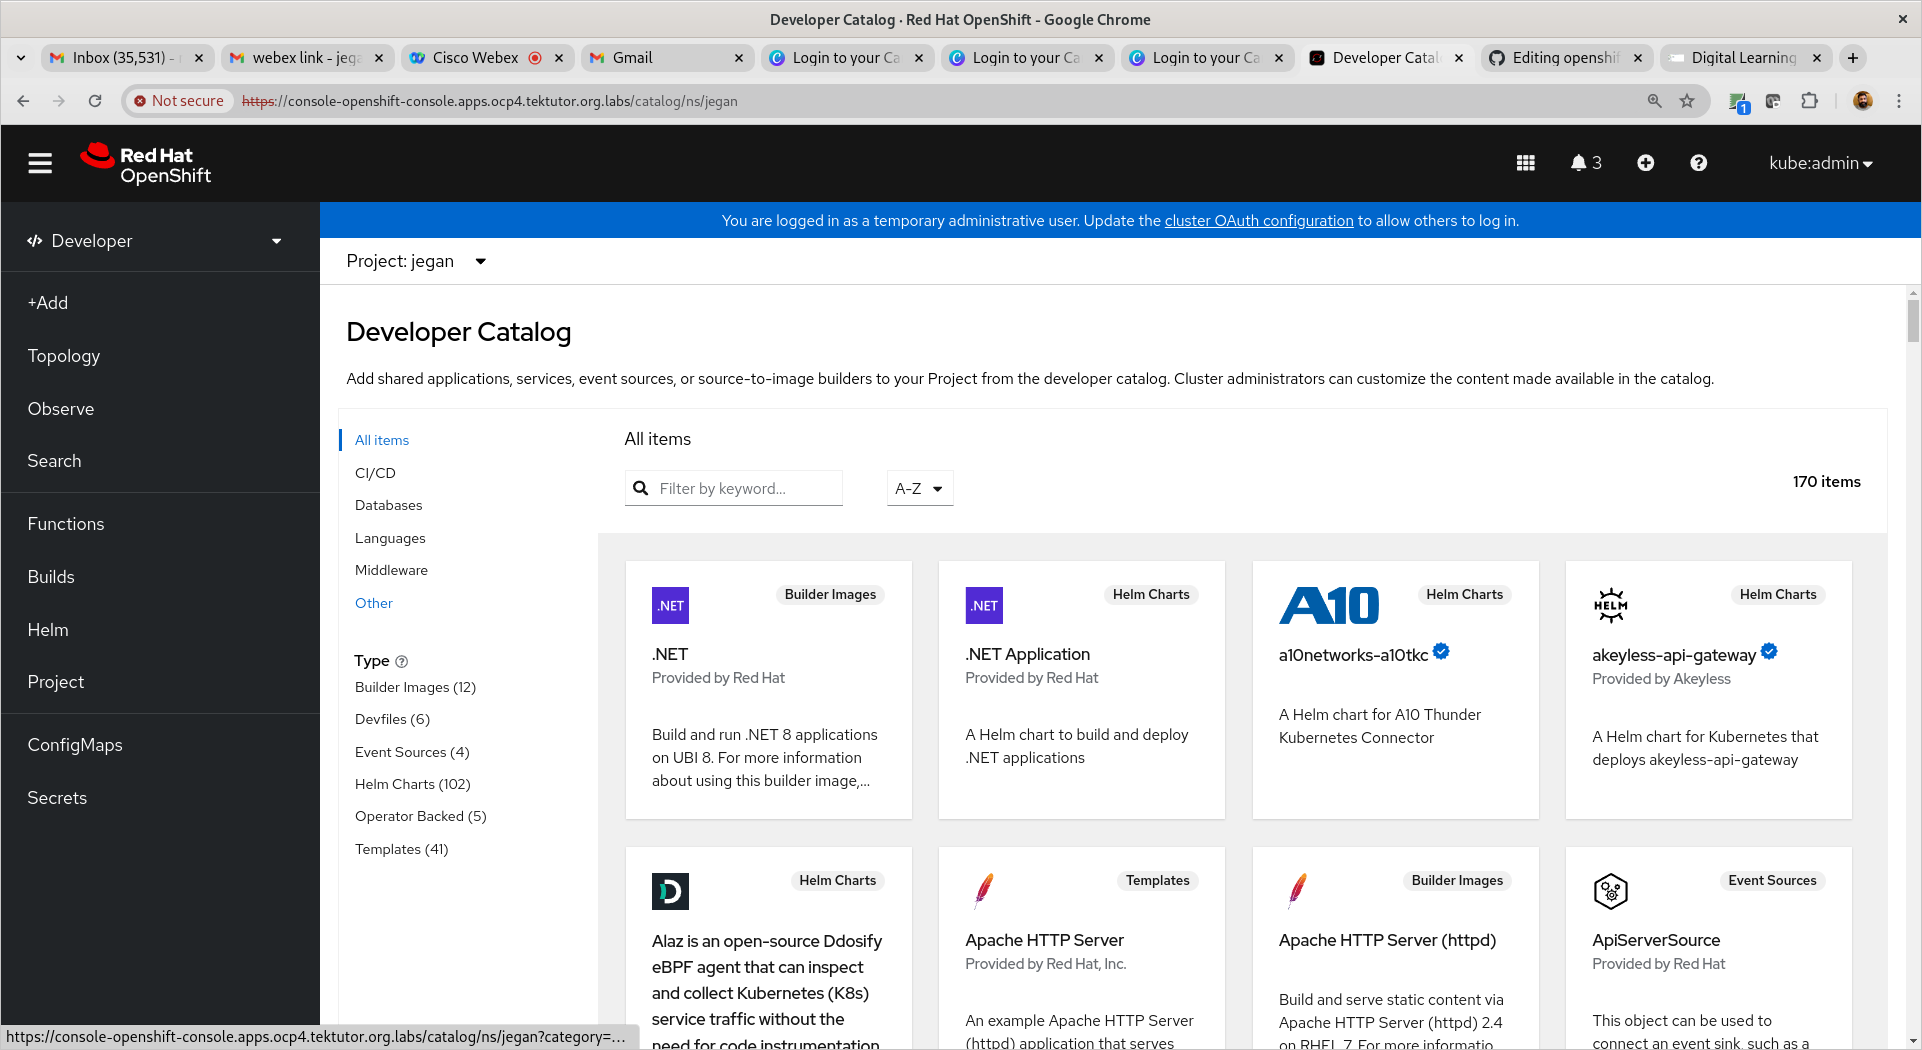 Developer Catalog · Red Hat OpenShift - Google Chrome
Inbox (35,531) -
webex link - jega
Cisco Webex
Gmail
Login to your Ca
Login to your Ca
Login to your Ca
Developer Catal
Editing openshif
Digital Learning
Not secure
https://console-openshift-console.apps.ocp4.tektutor.org.labs/catalog/ns/jegan
1
Red Hat
OpenShift
3
kube:admin
You are logged in as a temporary administrative user. Update the cluster OAuth configuration to allow others to log in.
Developer
Project: jegan
+Add
Topology
Observe
Search
Functions
Builds
Helm
Project
ConfigMaps
Secrets
Developer Catalog
Add shared applications, services, event sources, or source-to-image builders to your Project from the developer catalog. Cluster administrators can customize the content made available in the catalog.
All items
CI/CD
Databases
Languages
Middleware
Other
Type
Builder Images (12)
Devfiles (6)
Event Sources (4)
Helm Charts (102)
Operator Backed (5)
Templates (41)
All items
Filter by keyword...
A-Z
170 items
.NET
Builder Images
.NET
Provided by Red Hat
Build and run .NET 8 applications
on UBI 8. For more information
about using this builder image,...
.NET
Helm Charts
.NET Application
Provided by Red Hat
A Helm chart to build and deploy
.NET applications
A10
Helm Charts
a10networks-a10tkc
A Helm chart for A10 Thunder
Kubernetes Connector
HELM
Helm Charts
akeyless-api-gateway
Provided by Akeyless
A Helm chart for Kubernetes that
deploys akeyless-api-gateway
Helm Charts
Alaz is an open-source Ddosify
eBPF agent that can inspect
and collect Kubernetes (K8s)
service traffic without the
need for code instrumentation
Templates
Apache HTTP Server
Provided by Red Hat, Inc.
An example Apache HTTP Server
(httpd) application that serves
Builder Images
Apache HTTP Server (httpd)
Build and serve static content via
Apache HTTP Server (httpd) 2.4
on RHEL 7. For more informatio
Event Sources
ApiServerSource
Provided by Red Hat
This object can be used to
connect an event sink, such as a
https://console-openshift-console.apps.ocp4.tektutor.org.labs/catalog/ns/jegan?category=...